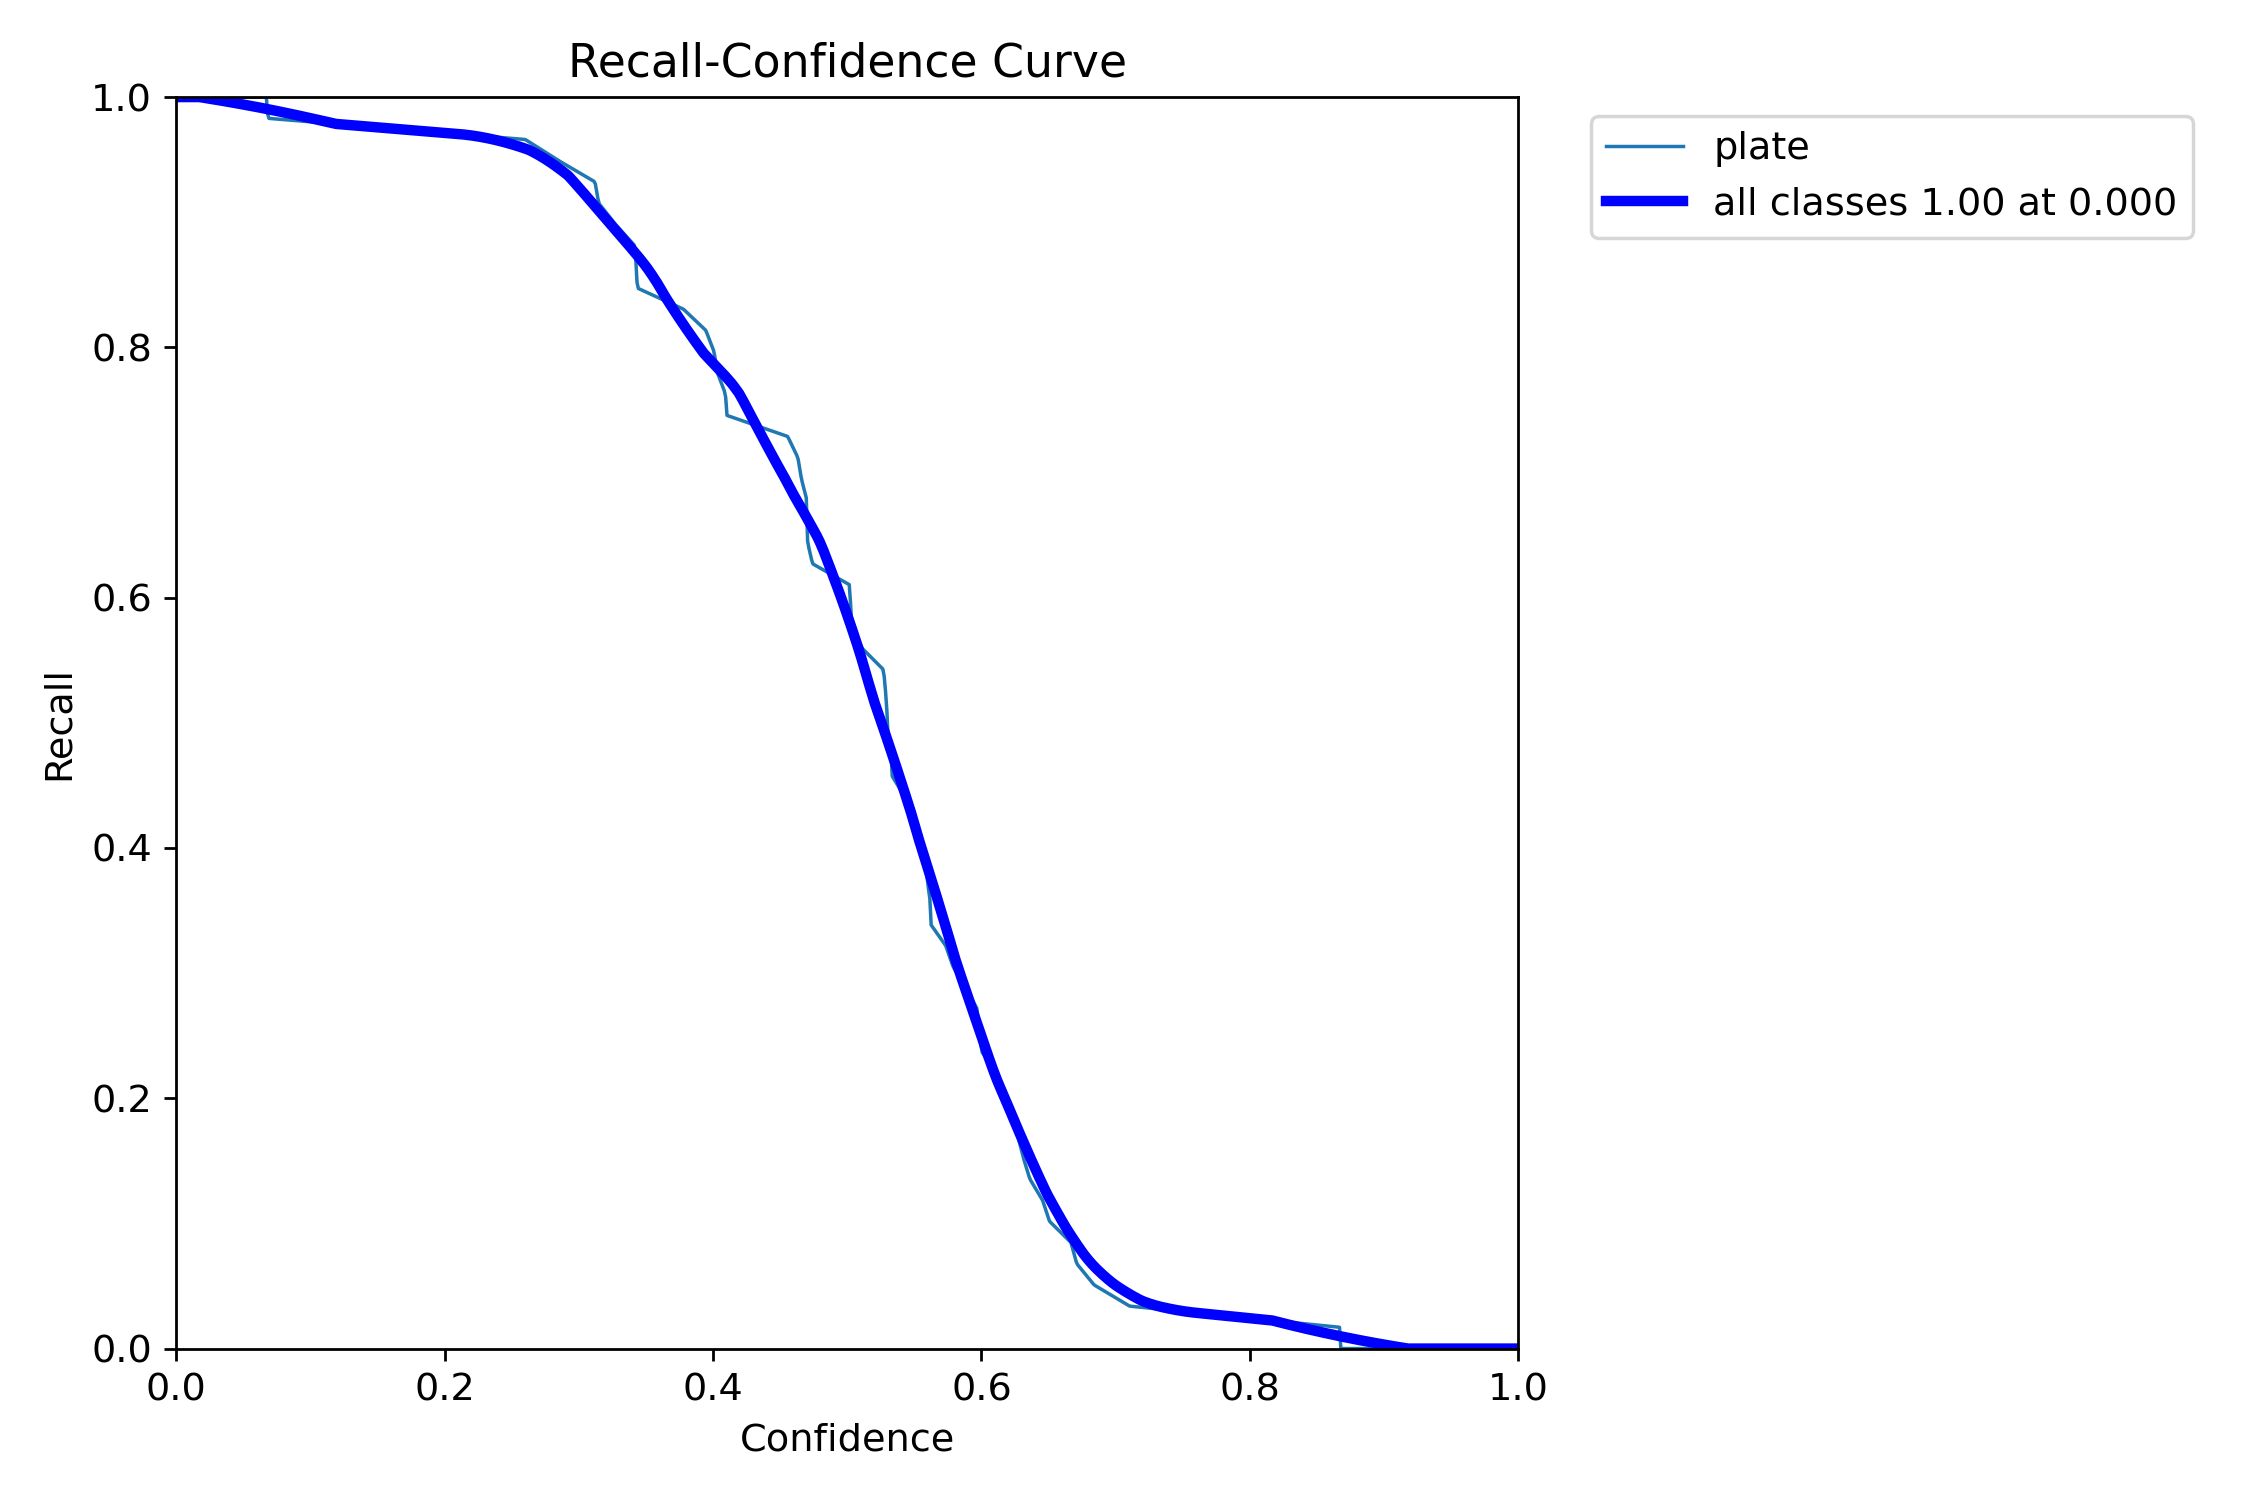 Recall-Confidence Curve
1.0
0.8
0.6
0.4
0.2
0.0
Recall
0.0 0.2 0.4 0.6 0.8 1.0
Confidence
plate
all classes 1.00 at 0.000